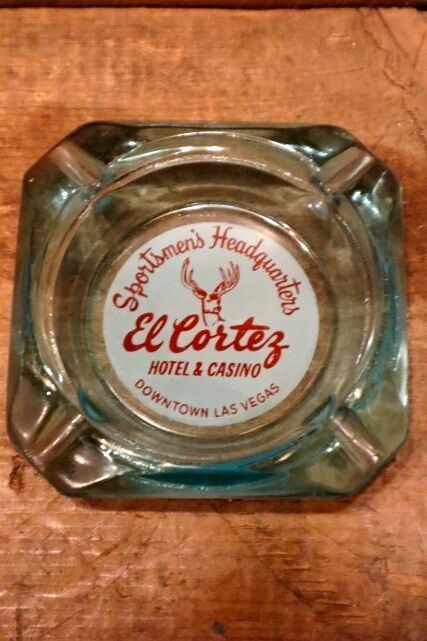 Sportsmen's Headquarters
El Cortez
HOTEL & CASINO
DOWNTOWN LAS VEGAS